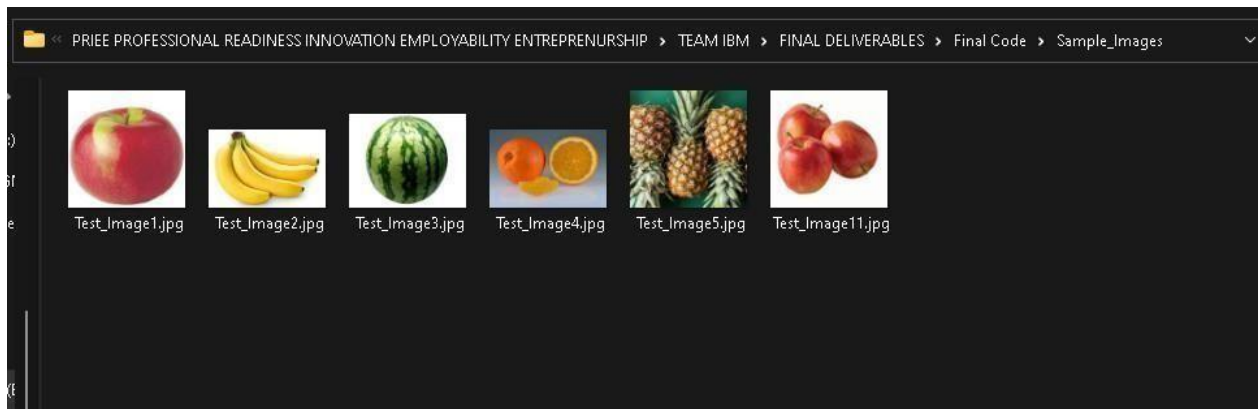 « PRIEE PROFESSIONAL READINESS INNOVATION EMPLOYABILITY ENTREPRENURSHIP > TEAM IBM > FINAL DELIVERABLES > Final Code > Sample_Images
Test_Image1.jpg Test_Image2.jpg Test_Image3.jpg Test_Image4.jpg Test_Image5.jpg Test_Image11.jpg